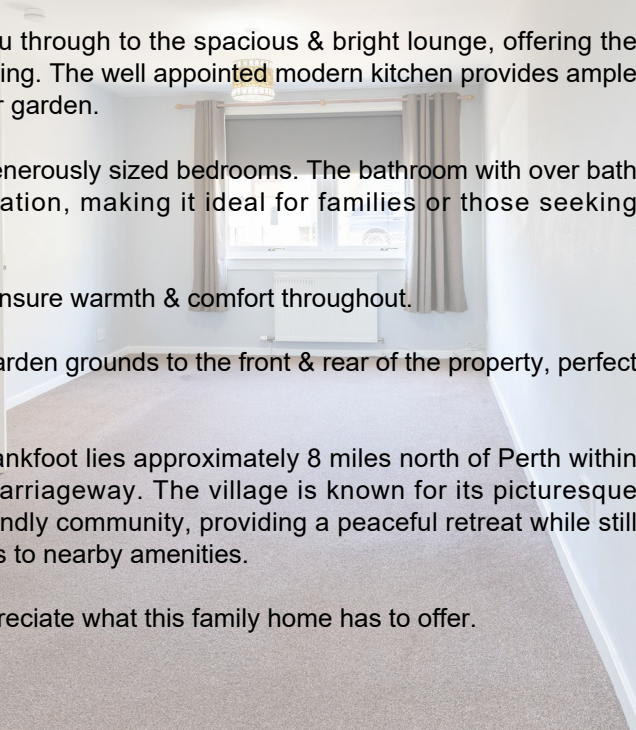 u through to the spacious & bright lounge, offering the
ing. The well appointed modern kitchen provides ample
r garden.
enerously sized bedrooms. The bathroom with over bath
ation, making it ideal for families or those seeking
nsure warmth & comfort throughout.
arden grounds to the front & rear of the property, perfect
ankfoot lies approximately 8 miles north of Perth within
arriageway. The village is known for its picturesque
ndly community, providing a peaceful retreat while still
s to nearby amenities.
reciate what this family home has to offer.